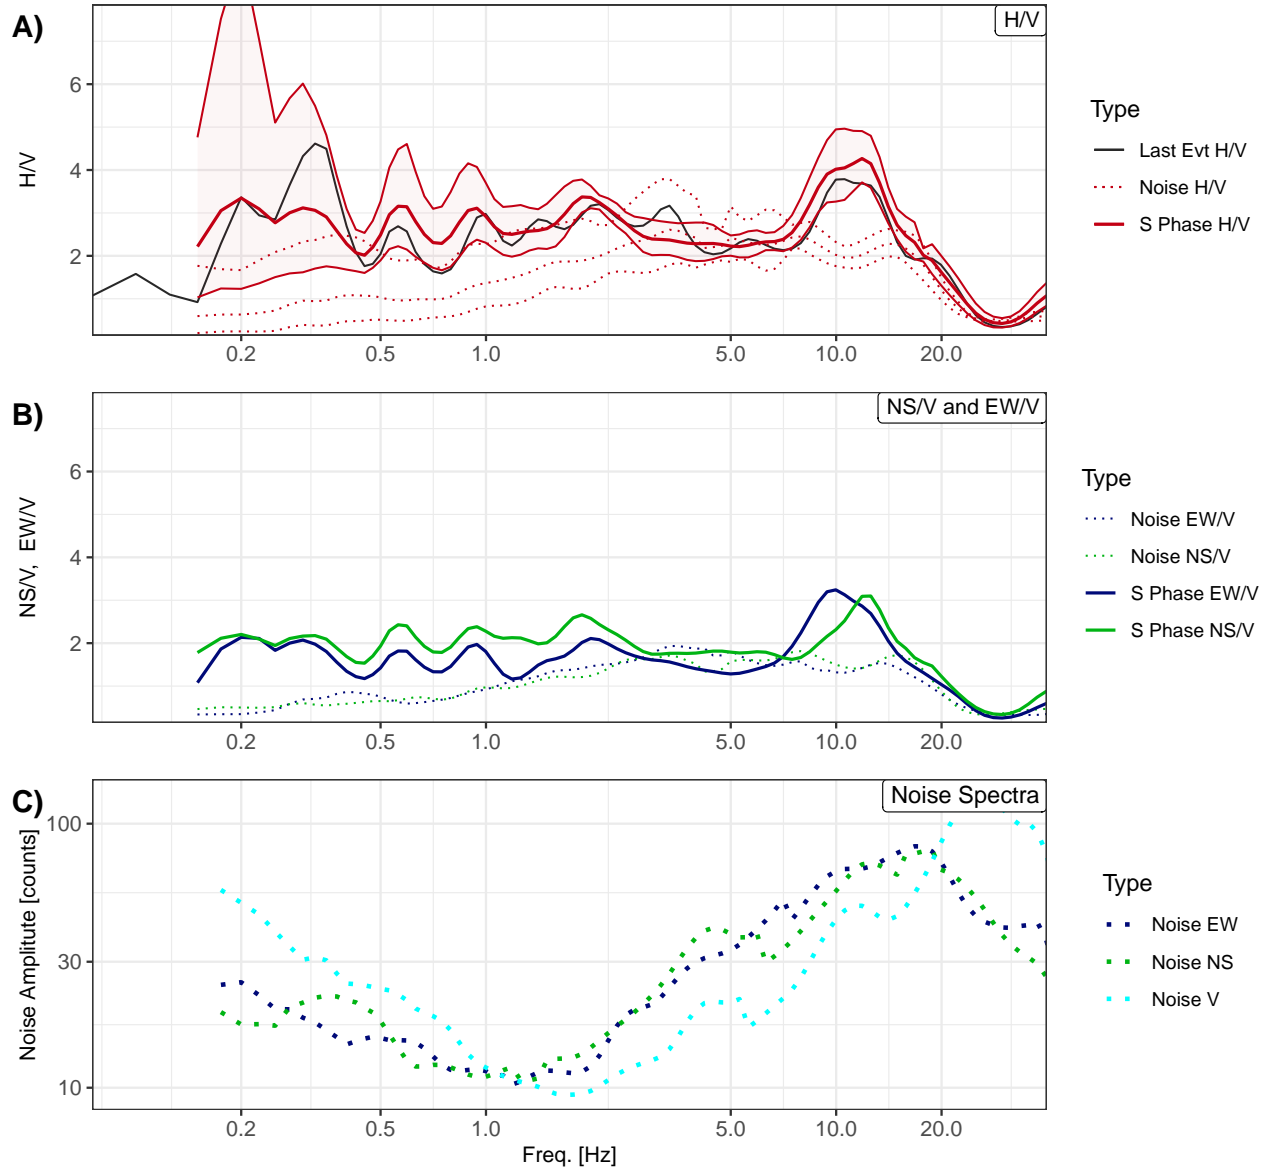 A)
H/V
6
4
2
H/V
0.2 0.5 1.0 5.0 10.0 20.0
Type
Last Evt H/V
Noise H/V
S Phase H/V
B)
NS/V and EW/V
6
4
2
NS/V, EW/V
0.2 0.5 1.0 5.0 10.0 20.0
Type
Noise EW/V
Noise NS/V
S Phase EW/V
S Phase NS/V
C)
Noise Spectra
100
30
10
Noise Amplitute [counts]
0.2 0.5 1.0 5.0 10.0 20.0
Freq. [Hz]
Type
Noise EW
Noise NS
Noise V